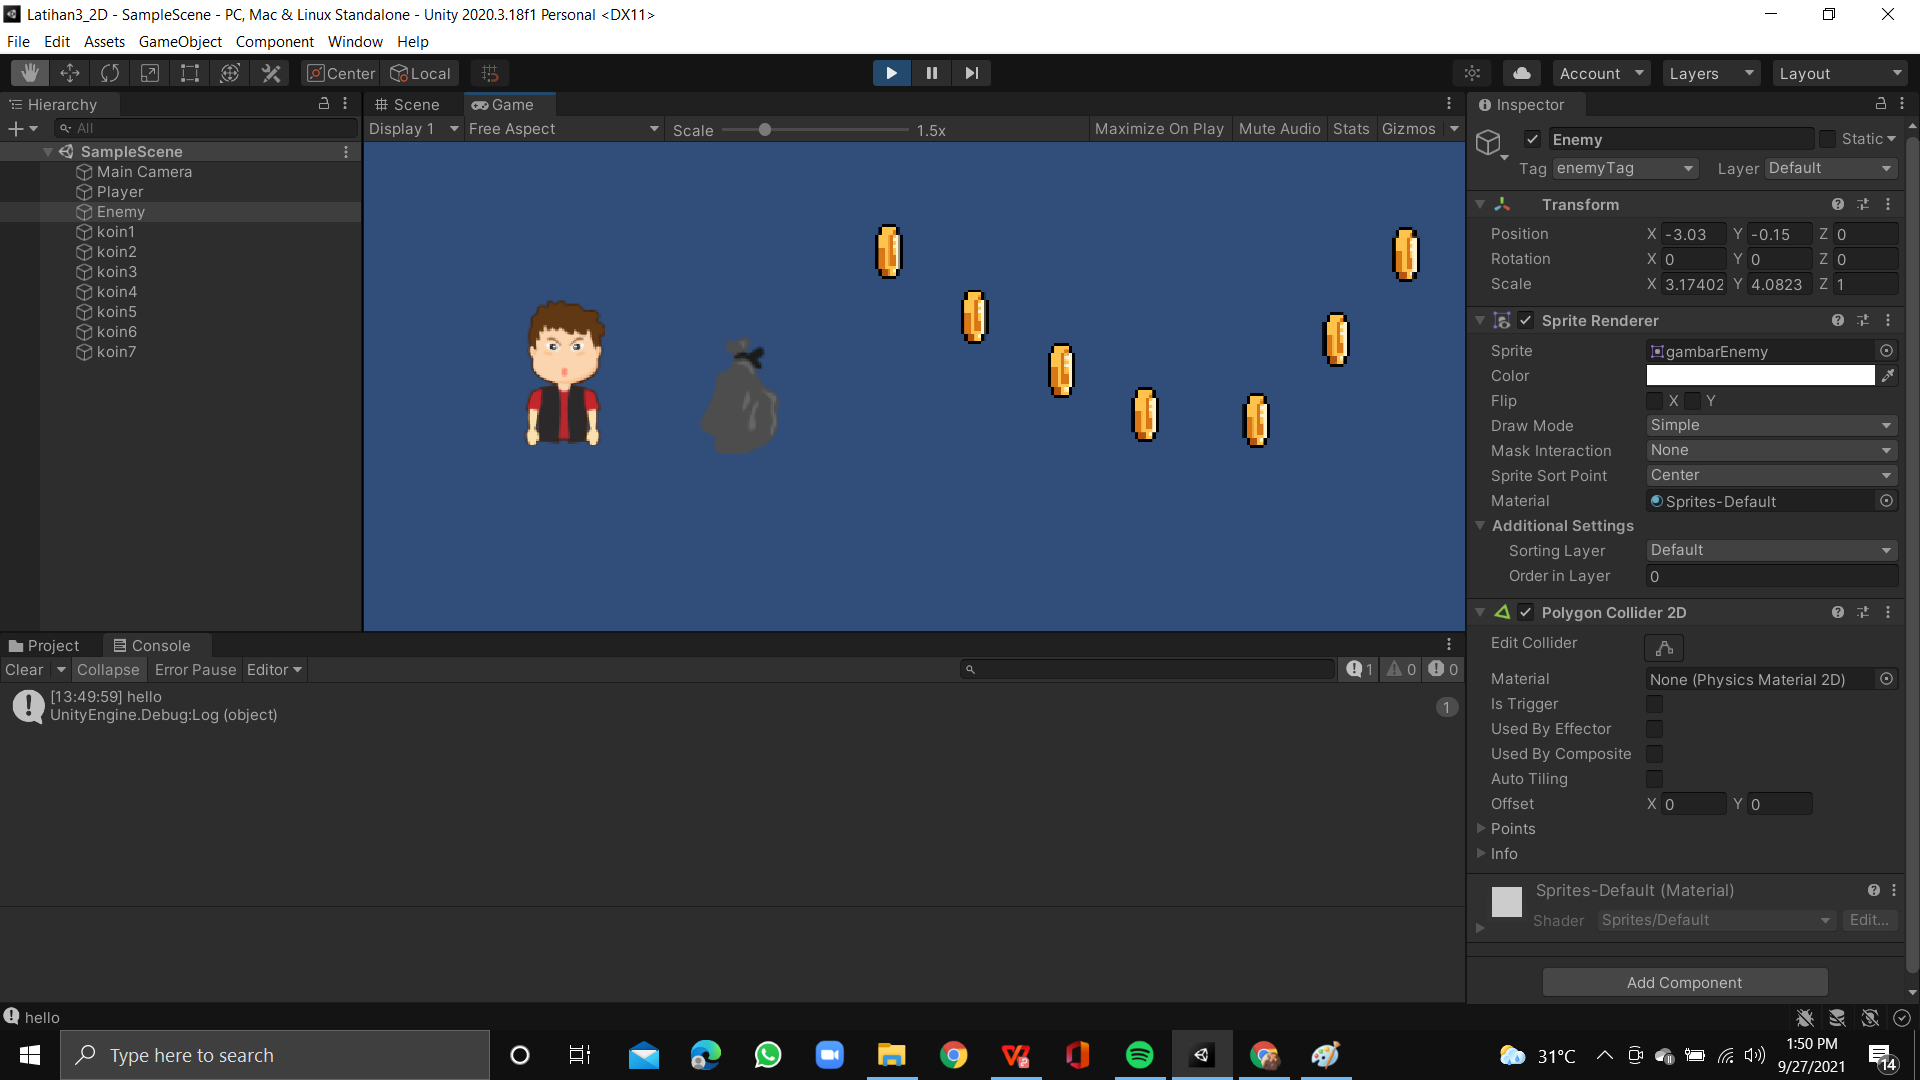 Latihan3_2D - SampleScene - PC, Mac & Linux Standalone - Unity 2020.3.18f1 Personal <DX11>
File Edit Assets GameObject Component Window Help
Center Local Account Layers Layout
Hierarchy
All
SampleScene
Main Camera
Player
Enemy
koin1
koin2
koin3
koin4
koin5
koin6
koin7
Scene Game
Display 1 Free Aspect Scale 1.5x Maximize On Play Mute Audio Stats Gizmos
Project Console
Clear Collapse Error Pause Editor 1 0 0
[13:49:59] hello
UnityEngine.Debug:Log (object)
1
Inspector
Enemy Static
Tag enemyTag Layer Default
Transform
Position X -3.03 Y -0.15 Z 0
Rotation X 0 Y 0 Z 0
Scale X 3.17402 Y 4.0823 Z 1
Sprite Renderer
Sprite gambarEnemy
Color
Flip X Y
Draw Mode Simple
Mask Interaction None
Sprite Sort Point Center
Material Sprites-Default
Additional Settings
Sorting Layer Default
Order in Layer 0
Polygon Collider 2D
Edit Collider
Material None (Physics Material 2D)
Is Trigger
Used By Effector
Used By Composite
Auto Tiling
Offset X 0 Y 0
Points
Info
Sprites-Default (Material)
Shader Sprites/Default Edit...
Add Component
hello
Type here to search
31°C
1:50 PM
9/27/2021
14